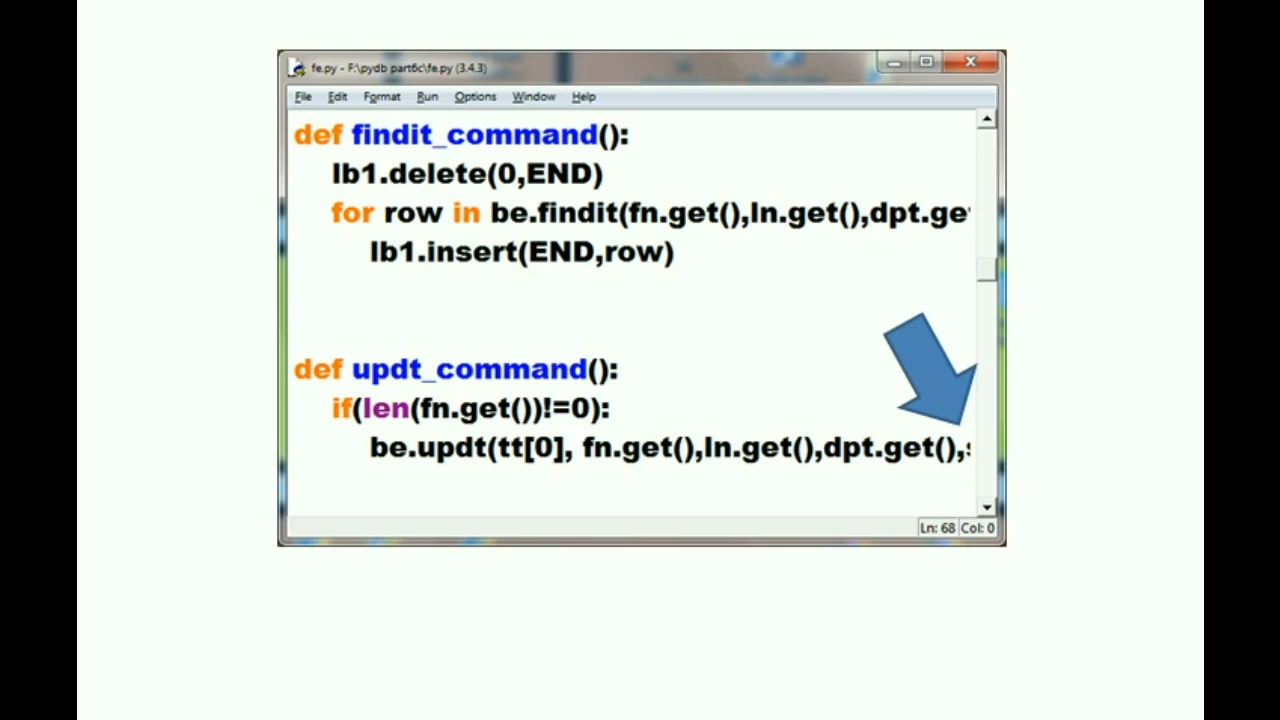 fe.py - F:\pydb part6c\fe.py (3.4.3)
File Edit Format Run Options Window Help
def findit_command():
lb1.delete(0,END)
for row in be.findit(fn.get(),ln.get(),dpt.ge
lb1.insert(END,row)
def updt_command():
if(len(fn.get())!=0):
be.updt(tt[0], fn.get(),ln.get(),dpt.get(),
Ln: 68 Col: 0